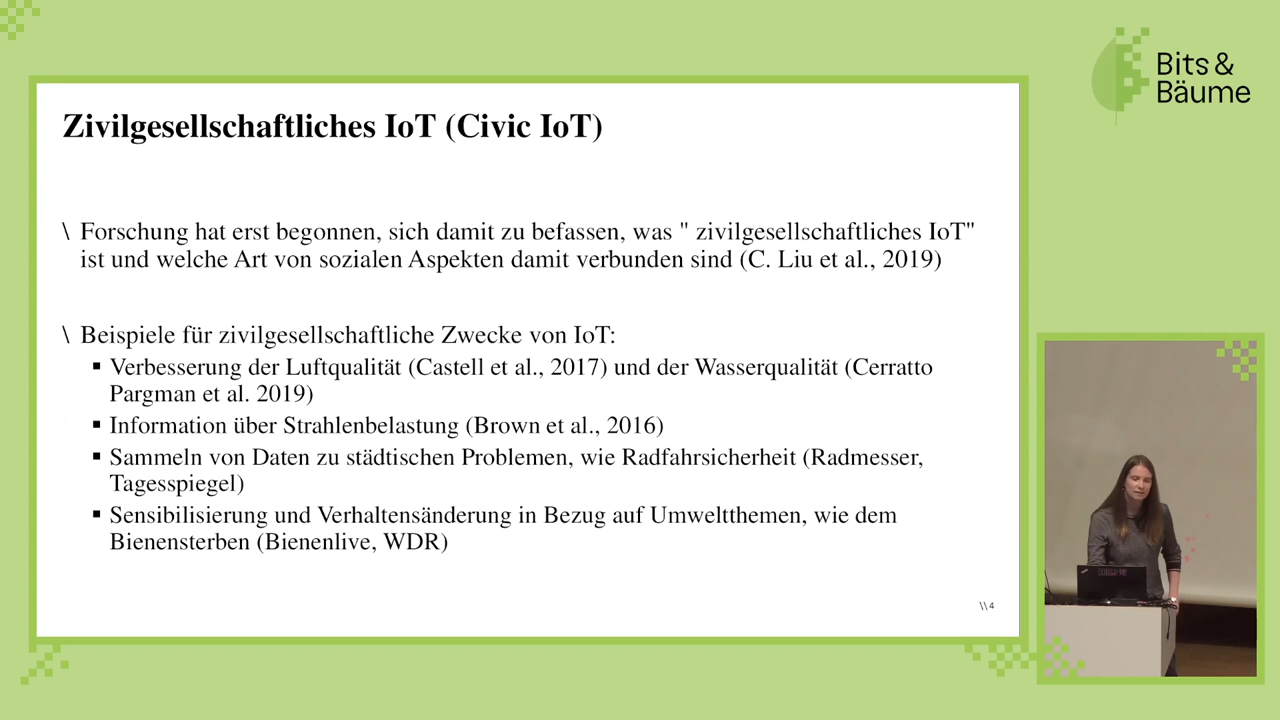 Bits &
Bäume
Zivilgesellschaftliches IoT (Civic IoT)
\ Forschung hat erst begonnen, sich damit zu befassen, was " zivilgesellschaftliches IoT"
ist und welche Art von sozialen Aspekten damit verbunden sind (C. Liu et al., 2019)
\ Beispiele für zivilgesellschaftliche Zwecke von IoT:
▪ Verbesserung der Luftqualität (Castell et al., 2017) und der Wasserqualität (Cerratto
Pargman et al. 2019)
▪ Information über Strahlenbelastung (Brown et al., 2016)
▪ Sammeln von Daten zu städtischen Problemen, wie Radfahrsicherheit (Radmesser,
Tagesspiegel)
▪ Sensibilisierung und Verhaltensänderung in Bezug auf Umweltthemen, wie dem
Bienensterben (Bienenlive, WDR)
\\ 4